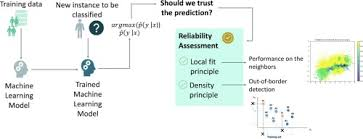 Training data
New instance to be
classified
Should we trust
the prediction?
argmax(p̂(y|x))
p̂(y|x)
Machine
Learning
Model
Trained
Machine
Learning
Model
Reliability
Assessment
Local fit
principle
Density
principle
Performance on the
neighbors
Out-of-border
detection